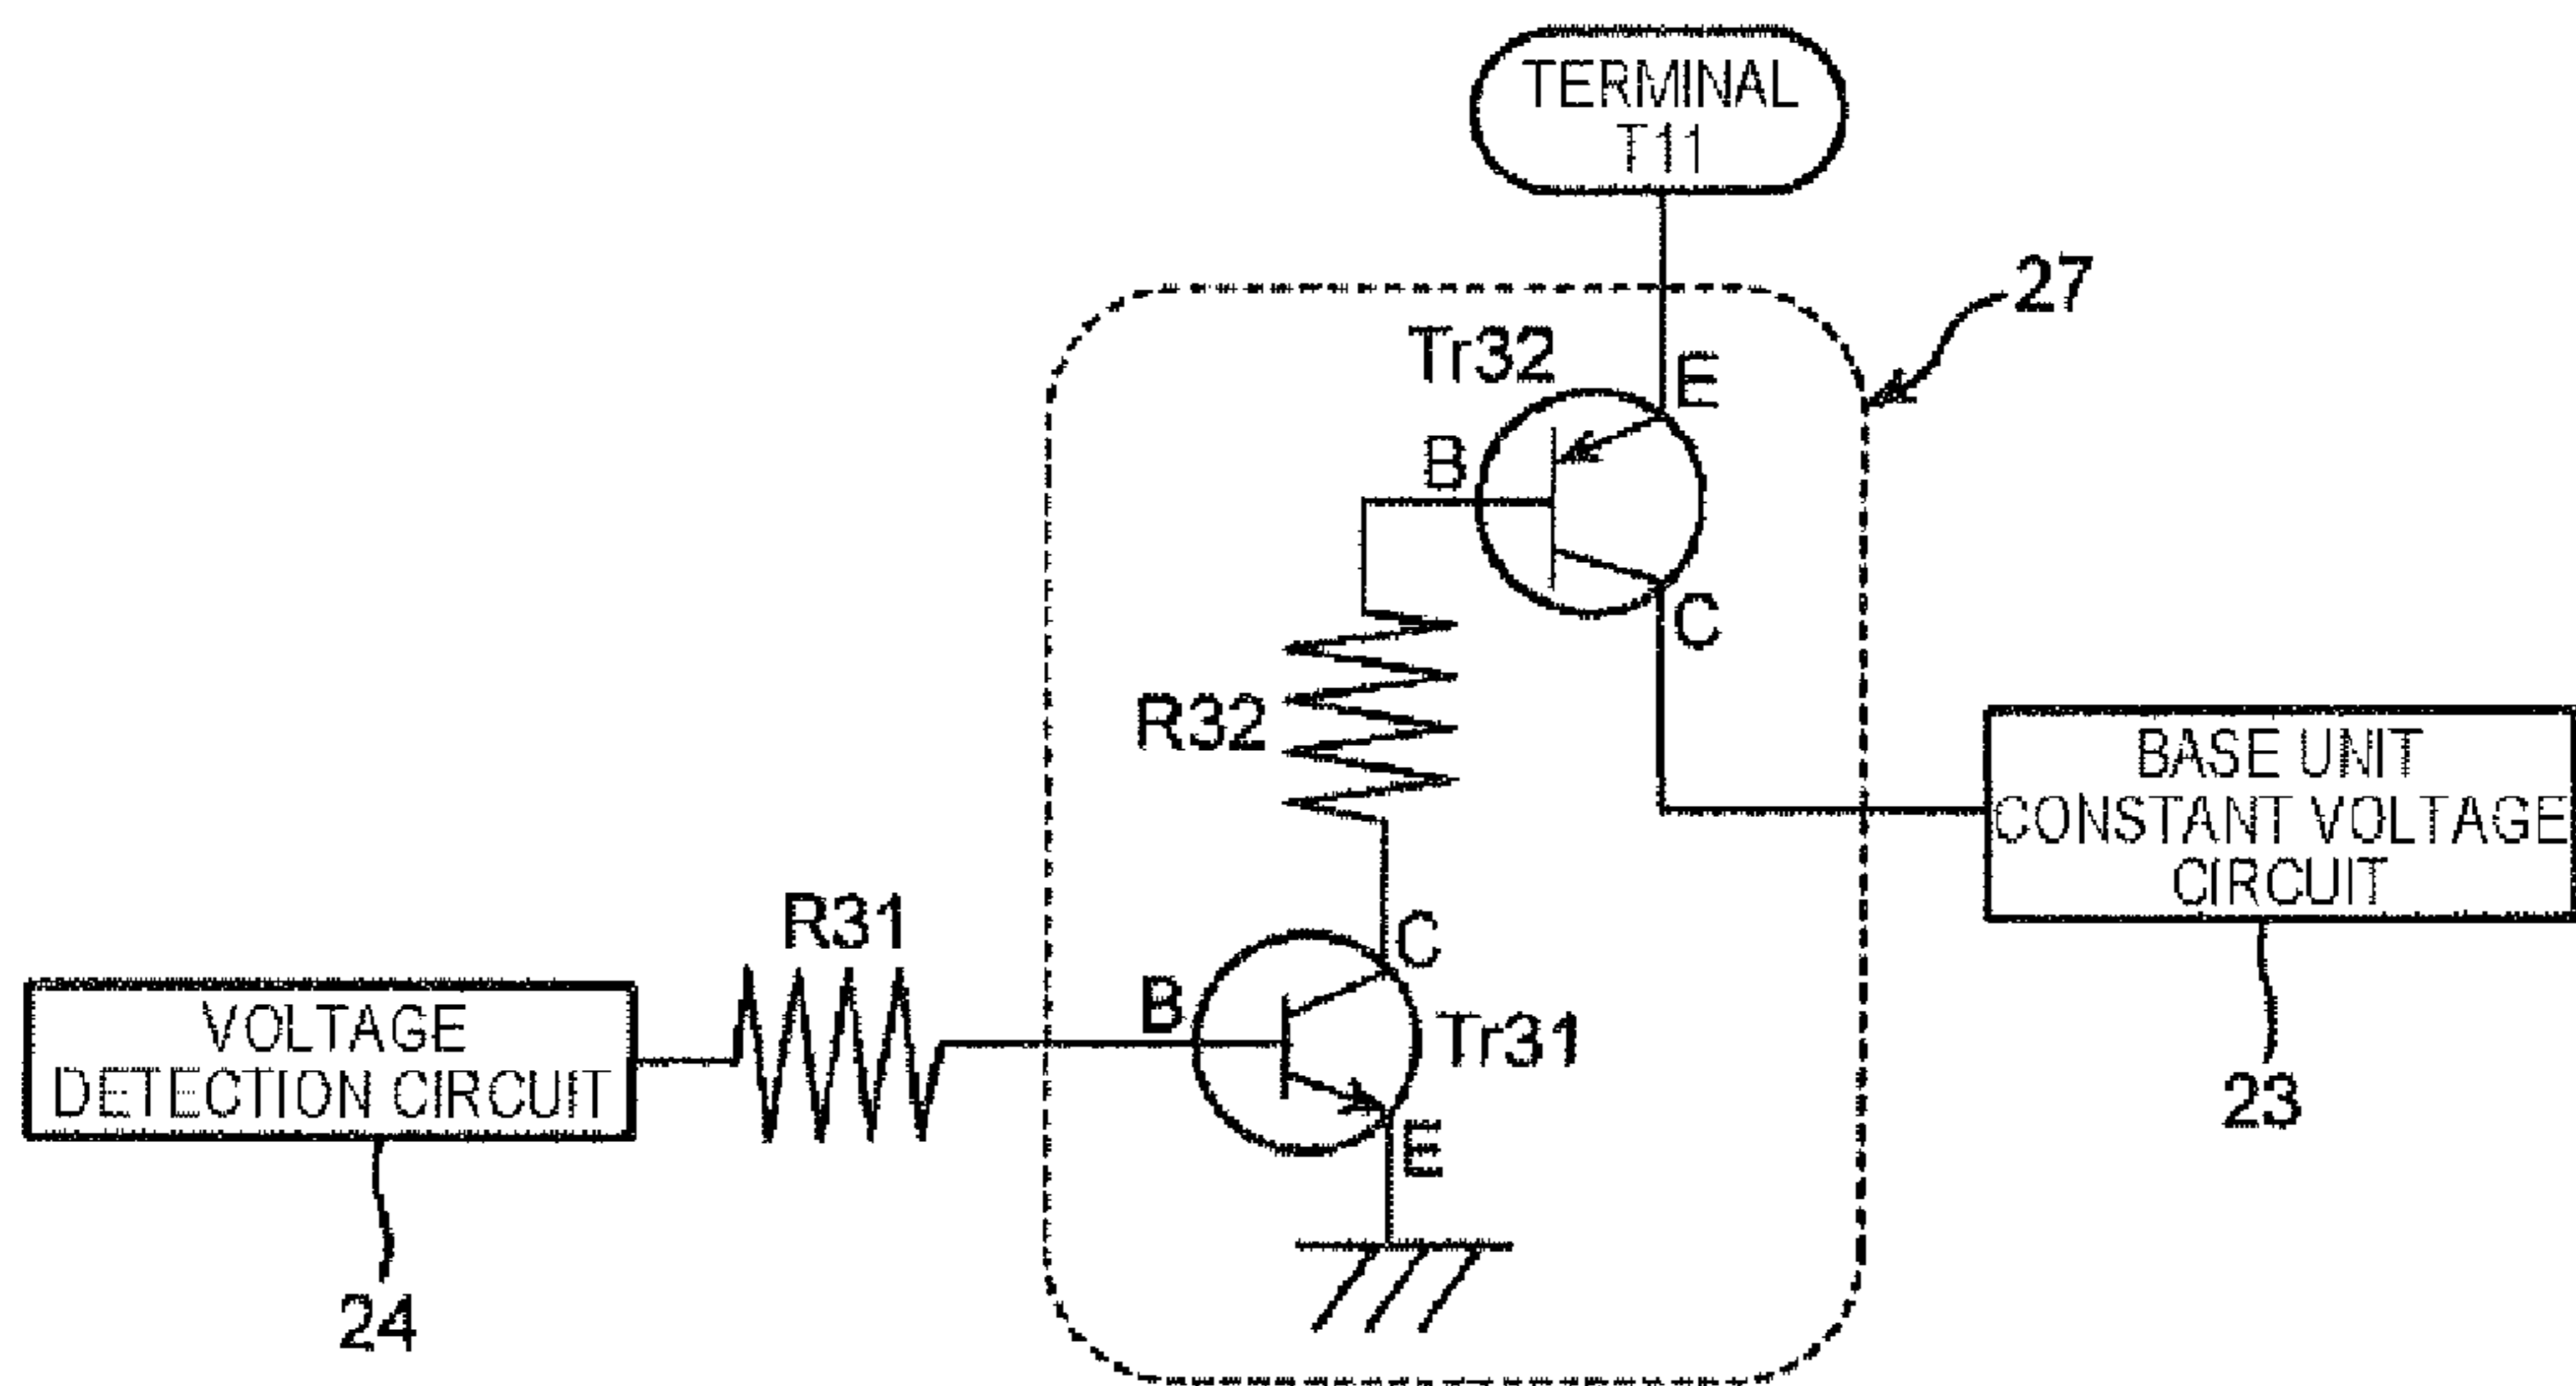 TERMINAL
T11
27
Tr32
E
B
C
R32
BASE UNIT
CONSTANT VOLTAGE
CIRCUIT
23
R31
C
B
Tr31
E
VOLTAGE
DETECTION CIRCUIT
24